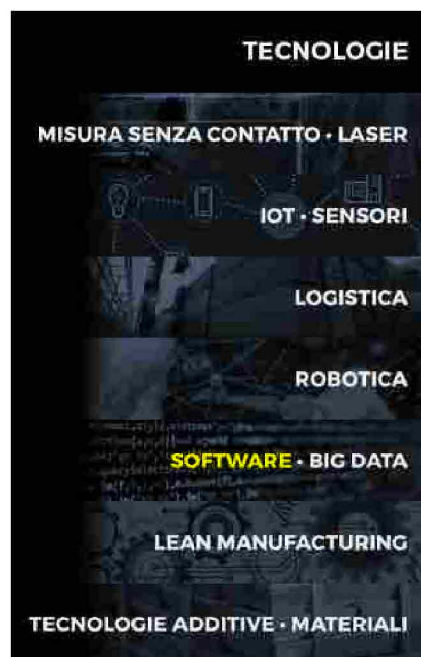 TECNOLOGIE
MISURA SENZA CONTATTO • LASER
IOT • SENSORI
LOGISTICA
ROBOTICA
SOFTWARE • BIG DATA
LEAN MANUFACTURING
TECNOLOGIE ADDITIVE • MATERIALI